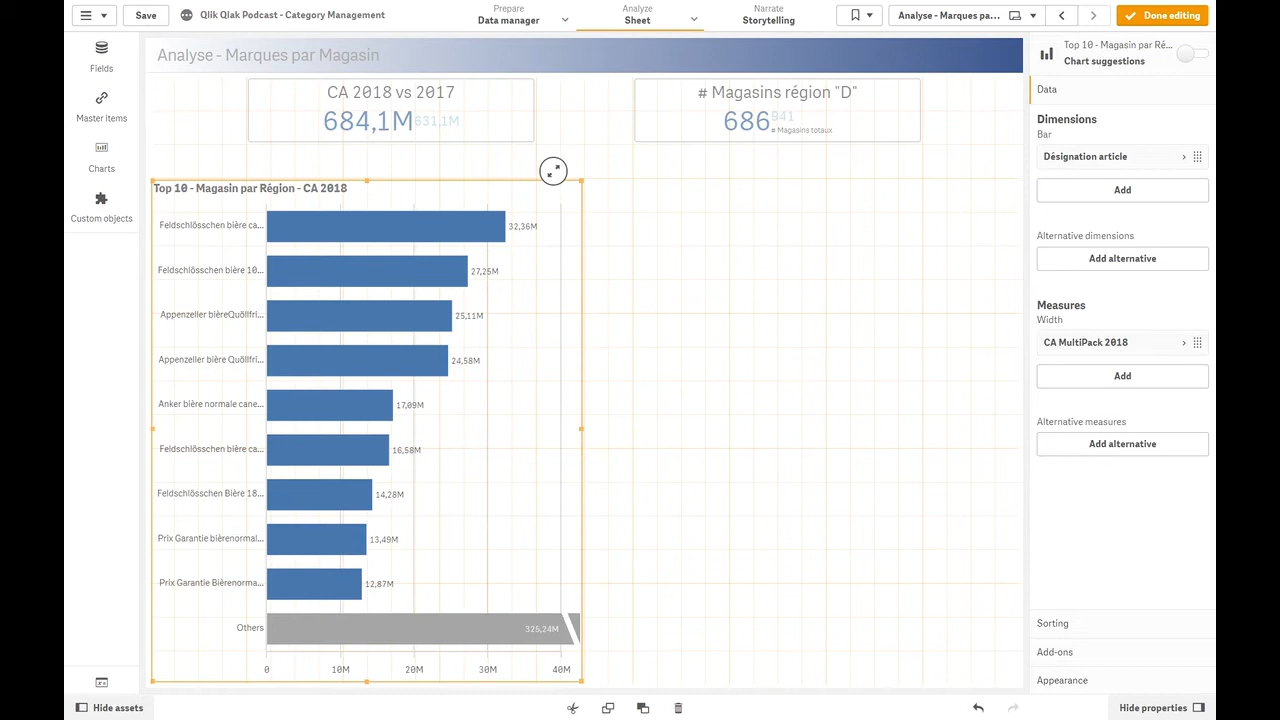 Save
Qlik Qlak Podcast - Category Management
Prepare
Data manager
Analyze
Sheet
Narrate
Storytelling
Analyse - Marques pa...
Done editing
Fields
Master items
Charts
Custom objects
Hide assets
Analyse - Marques par Magasin
CA 2018 vs 2017
684,1M 631,1M
# Magasins région "D"
686 941
# Magasins totaux
Top 10 - Magasin par Région - CA 2018
Feldschlösschen bière ca... 32,36M
Feldschlösschen bière 10... 27,25M
Appenzeller bièreQuöllfri... 25,11M
Appenzeller bière Quöllfri... 24,58M
Anker bière normale cane... 17,09M
Feldschlösschen bière ca... 16,58M
Feldschlösschen Bière 18... 14,28M
Prix Garantie bièrenormal... 13,49M
Prix Garantie Bièrenorma... 12,87M
Others 325,24M
0 10M 20M 30M 40M
Top 10 - Magasin par Ré...
Chart suggestions
Data
Dimensions
Bar
Désignation article
Add
Alternative dimensions
Add alternative
Measures
Width
CA MultiPack 2018
Add
Alternative measures
Add alternative
Sorting
Add-ons
Appearance
Hide properties